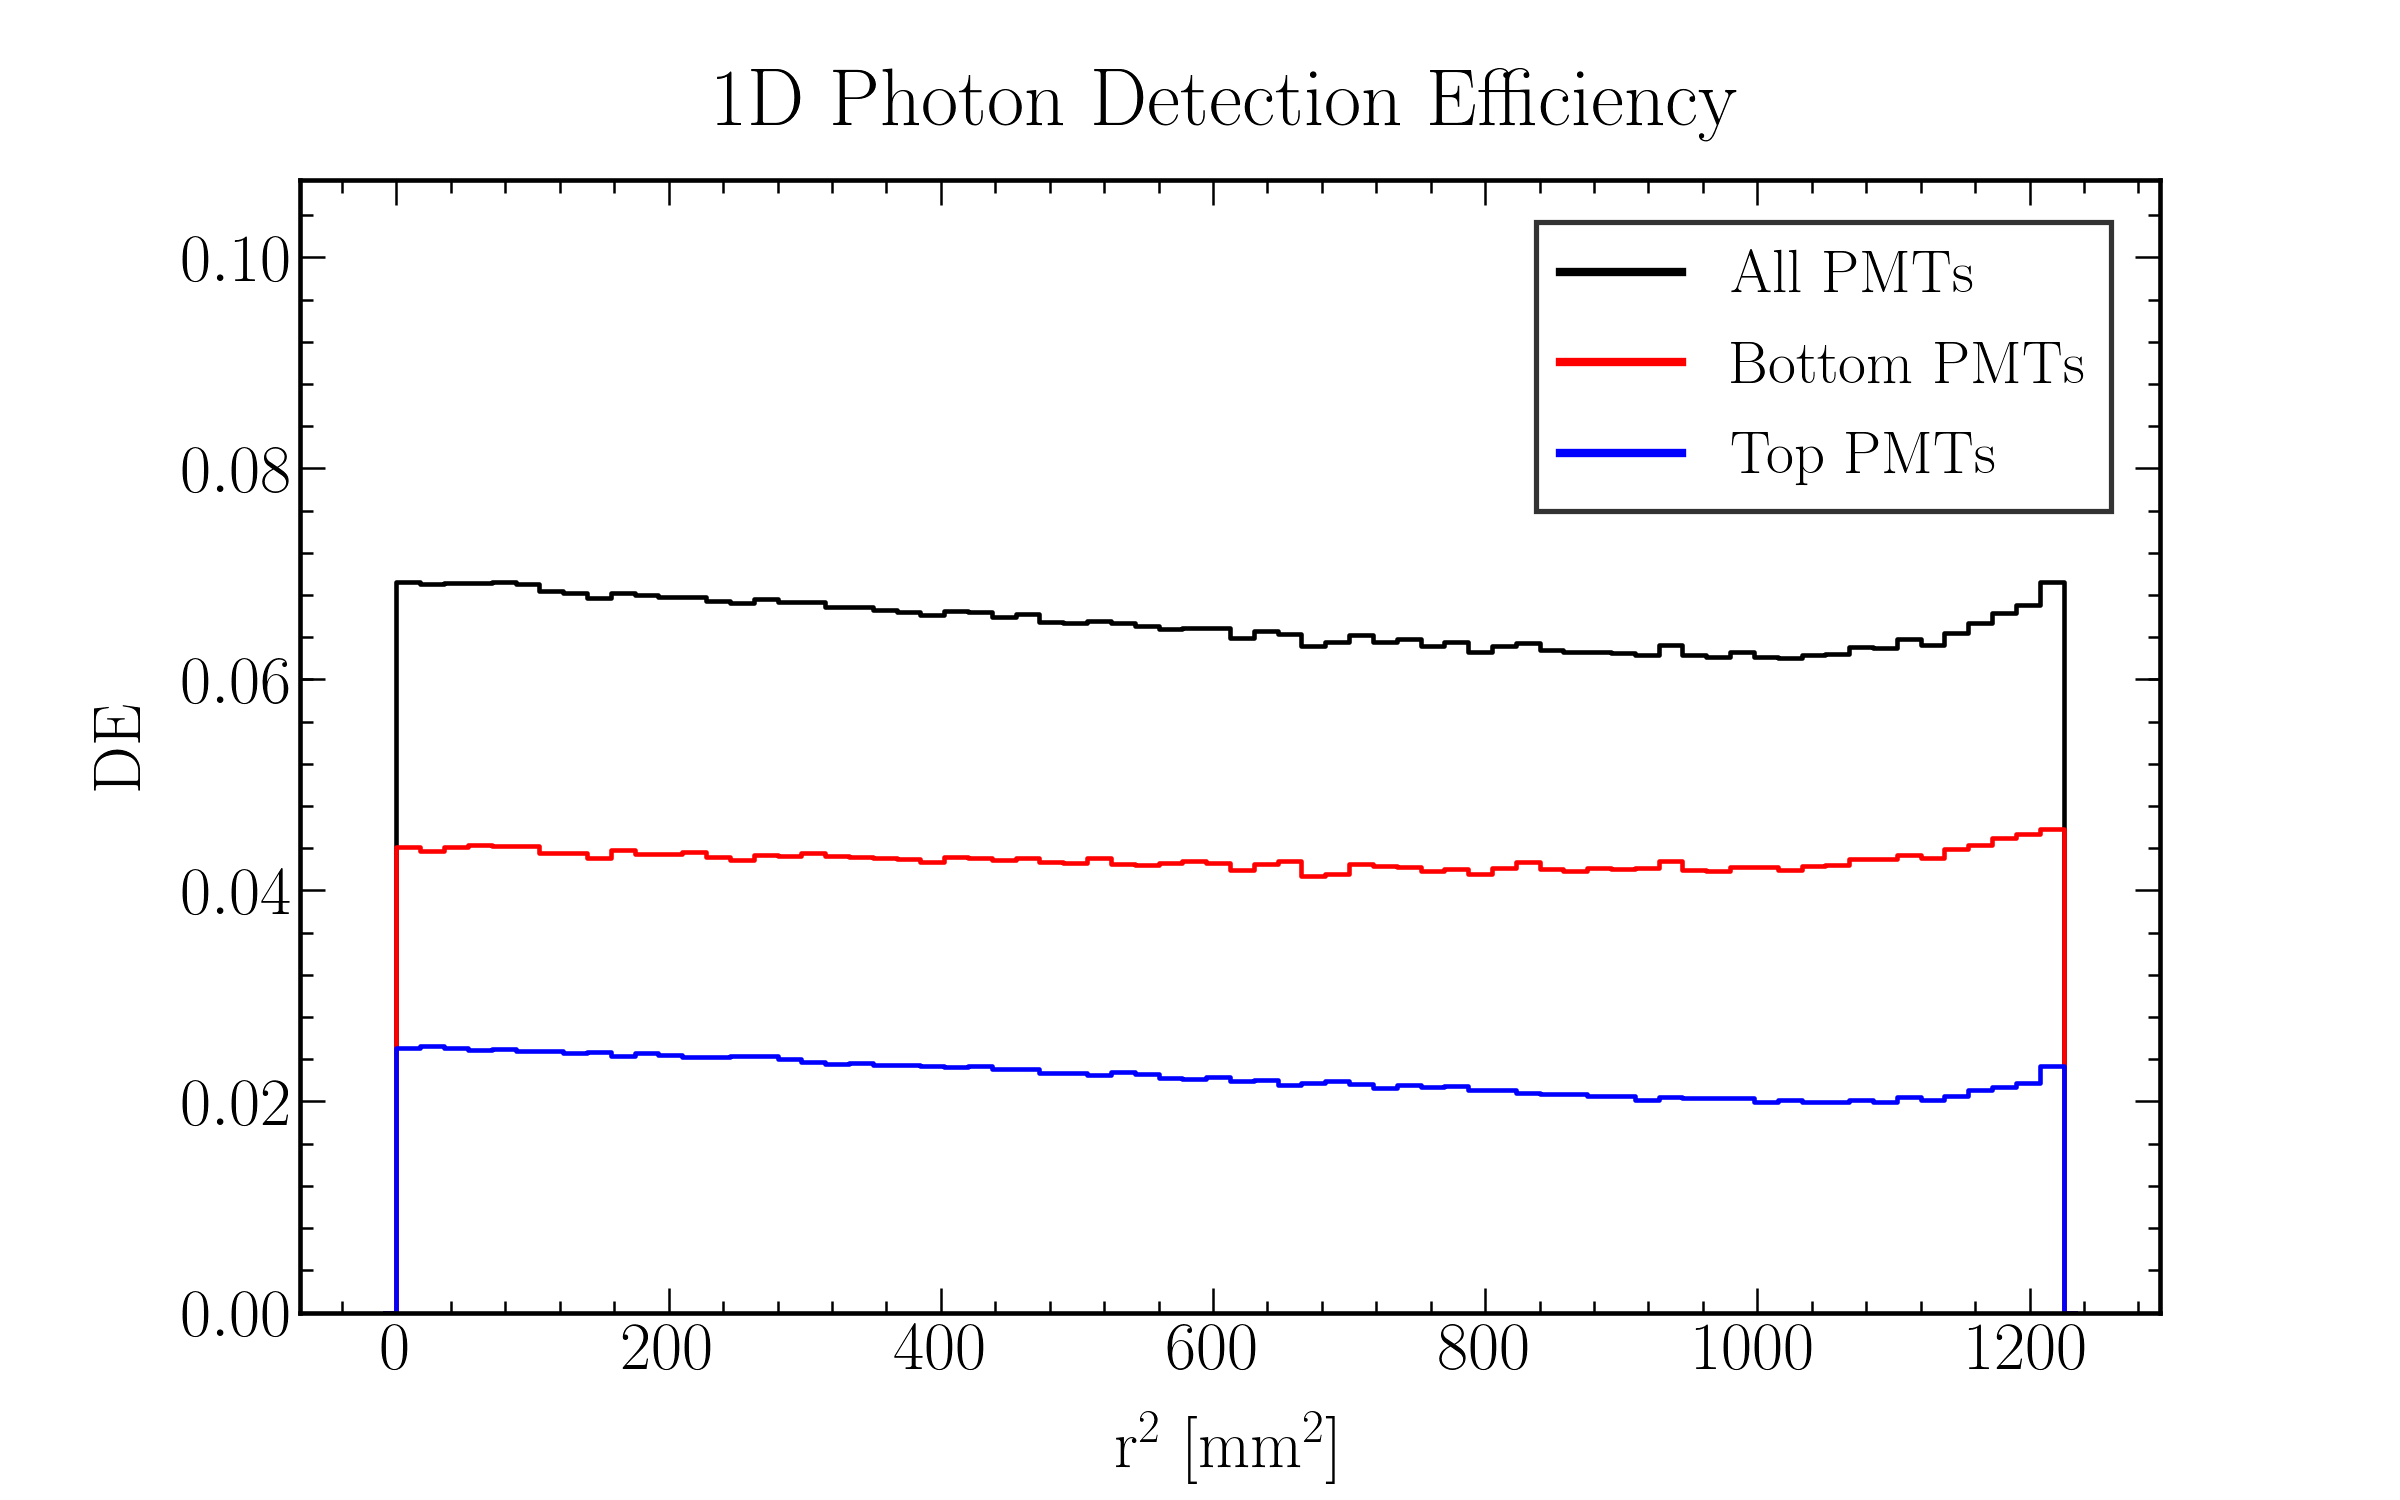 1D Photon Detection Efficiency
All PMTs
Bottom PMTs
Top PMTs
DE
0.10
0.08
0.06
0.04
0.02
0.00
0 200 400 600 800 1000 1200
r² [mm²]